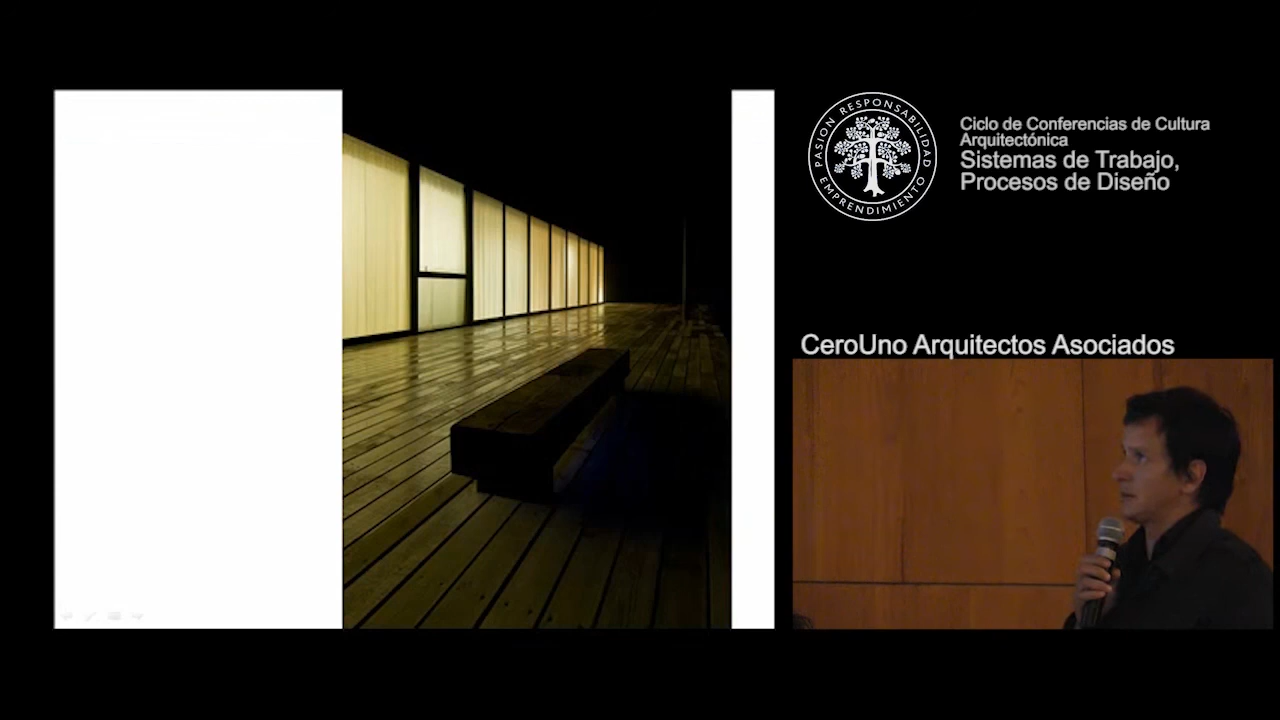 PASION RESPONSABILIDAD
EMPRENDIMIENTO
Ciclo de Conferencias de Cultura
Arquitectónica
Sistemas de Trabajo,
Procesos de Diseño
CeroUno Arquitectos Asociados